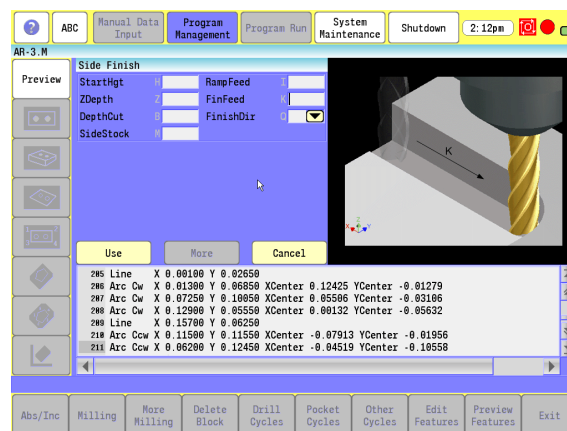 ?
ABC
Manual Data Input
Program Management
Program Run
System Maintenance
Shutdown
2:12pm
AR-3.M
Preview
Side Finish
StartHgt H
RampFeed I
ZDepth Z
FinFeed K
DepthCut B
FinishDir Q
SideStock M
K
X Z Y
Use
More
Cancel
205 Line X 0.00100 Y 0.02650
206 Arc Cw X 0.01300 Y 0.06850 XCenter 0.12425 YCenter -0.01279
207 Arc Cw X 0.07250 Y 0.10050 XCenter 0.05506 YCenter -0.03106
208 Arc Cw X 0.12900 Y 0.05550 XCenter 0.00132 YCenter -0.05632
209 Line X 0.15700 Y 0.06250
210 Arc Ccw X 0.11500 Y 0.11550 XCenter -0.07913 YCenter -0.01956
211 Arc Ccw X 0.06200 Y 0.12450 XCenter -0.04519 YCenter -0.10558
Abs/Inc
Milling
More Milling
Delete Block
Drill Cycles
Pocket Cycles
Other Cycles
Edit Features
Preview Features
Exit